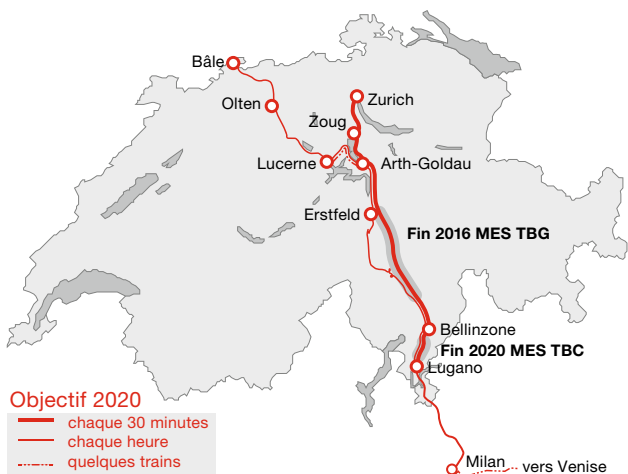 Bâle
Olten
Zurich
Zoug
Lucerne
Arth-Goldau
Erstfeld
Fin 2016 MES TBG
Bellinzone
Fin 2020 MES TBC
Lugano
Objectif 2020
chaque 30 minutes
chaque heure
quelques trains
Milan
vers Venise